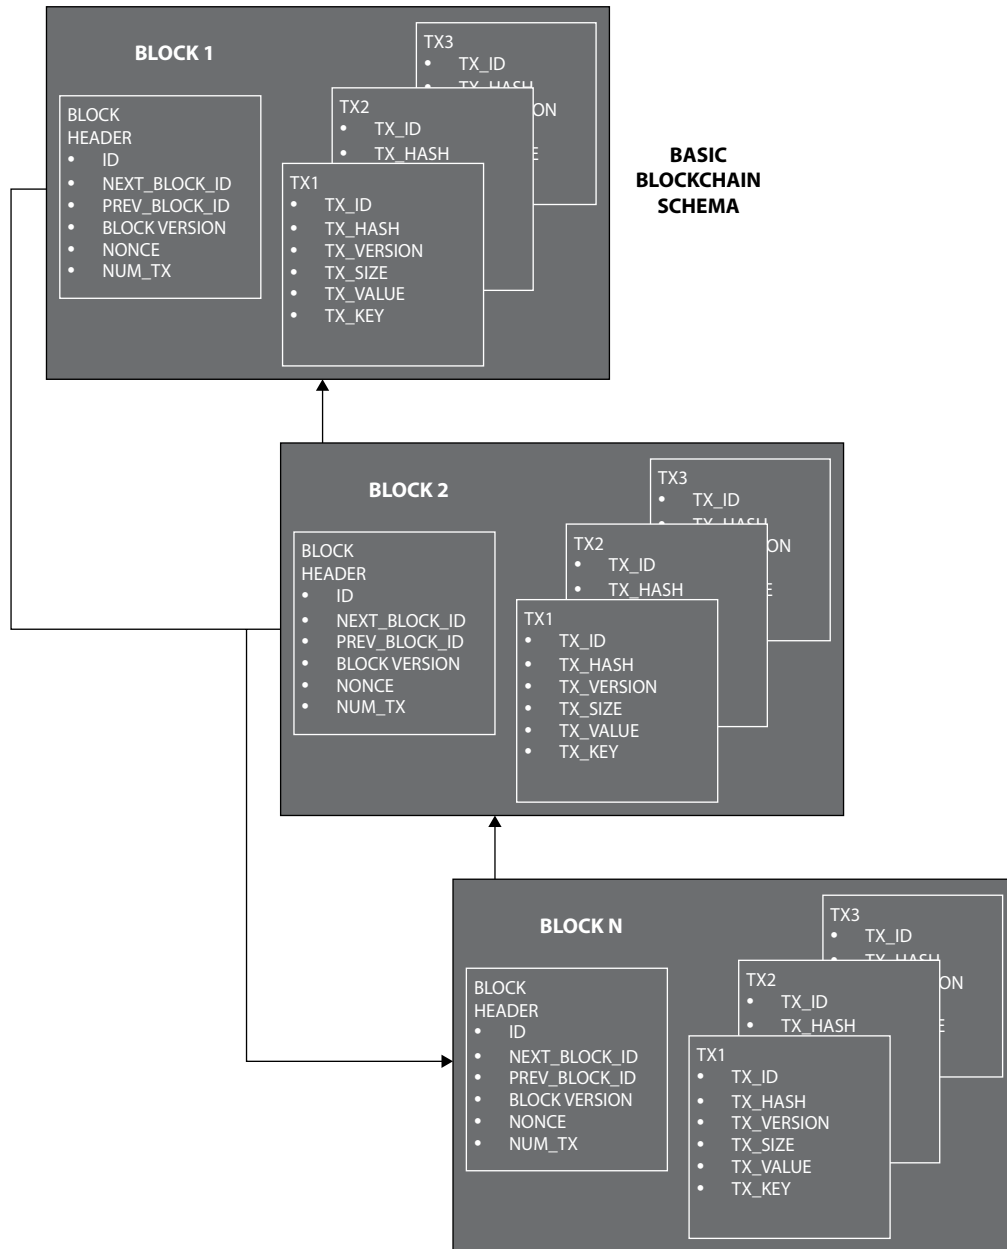 BLOCK 1
BLOCK
HEADER
• ID
• NEXT_BLOCK_ID
• PREV_BLOCK_ID
• BLOCK VERSION
• NONCE
• NUM_TX
TX3
• TX_ID
• TX_HASH
ON
E
TX2
• TX_ID
• TX_HASH
TX1
• TX_ID
• TX_HASH
• TX_VERSION
• TX_SIZE
• TX_VALUE
• TX_KEY
BASIC
BLOCKCHAIN
SCHEMA
BLOCK 2
BLOCK
HEADER
• ID
• NEXT_BLOCK_ID
• PREV_BLOCK_ID
• BLOCK VERSION
• NONCE
• NUM_TX
TX3
• TX_ID
• TX_HASH
ON
E
TX2
• TX_ID
• TX_HASH
TX1
• TX_ID
• TX_HASH
• TX_VERSION
• TX_SIZE
• TX_VALUE
• TX_KEY
BLOCK N
BLOCK
HEADER
• ID
• NEXT_BLOCK_ID
• PREV_BLOCK_ID
• BLOCK VERSION
• NONCE
• NUM_TX
TX3
• TX_ID
• TX_HASH
ON
E
TX2
• TX_ID
• TX_HASH
TX1
• TX_ID
• TX_HASH
• TX_VERSION
• TX_SIZE
• TX_VALUE
• TX_KEY